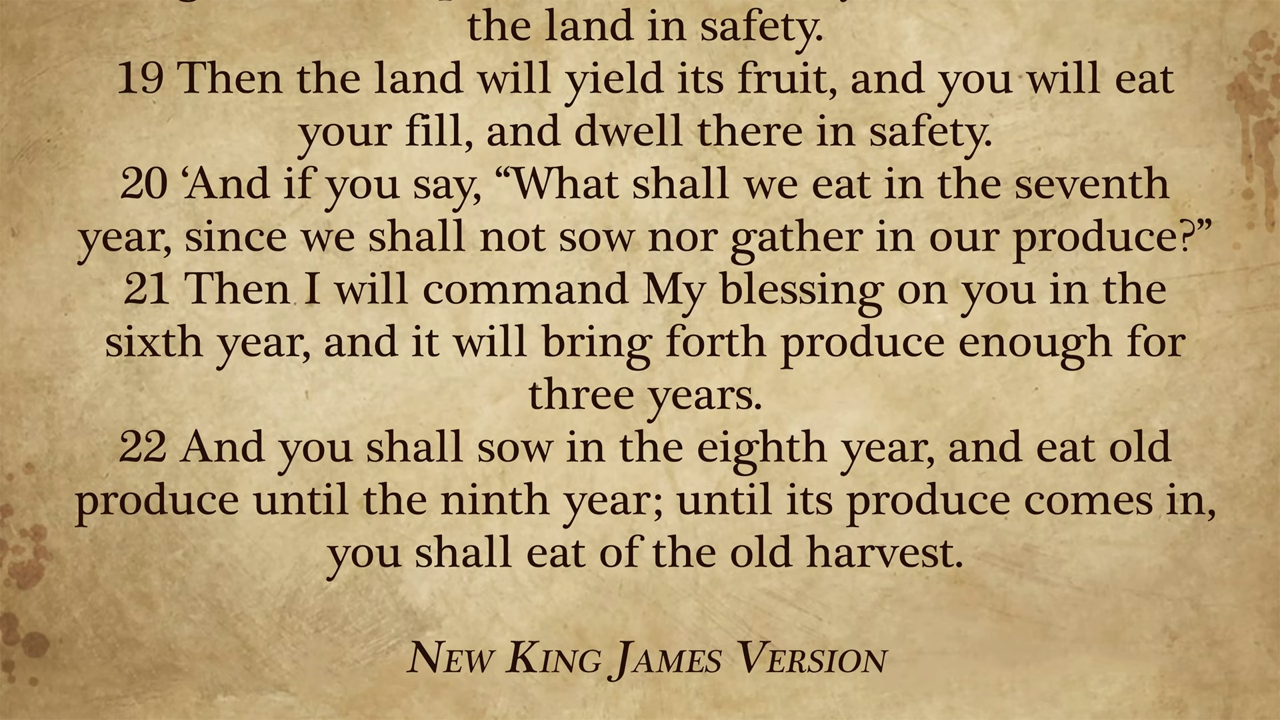 the land in safety.
19 Then the land will yield its fruit, and you will eat
your fill, and dwell there in safety.
20 ‘And if you say, “What shall we eat in the seventh
year, since we shall not sow nor gather in our produce?”
21 Then I will command My blessing on you in the
sixth year, and it will bring forth produce enough for
three years.
22 And you shall sow in the eighth year, and eat old
produce until the ninth year; until its produce comes in,
you shall eat of the old harvest.
New King James Version